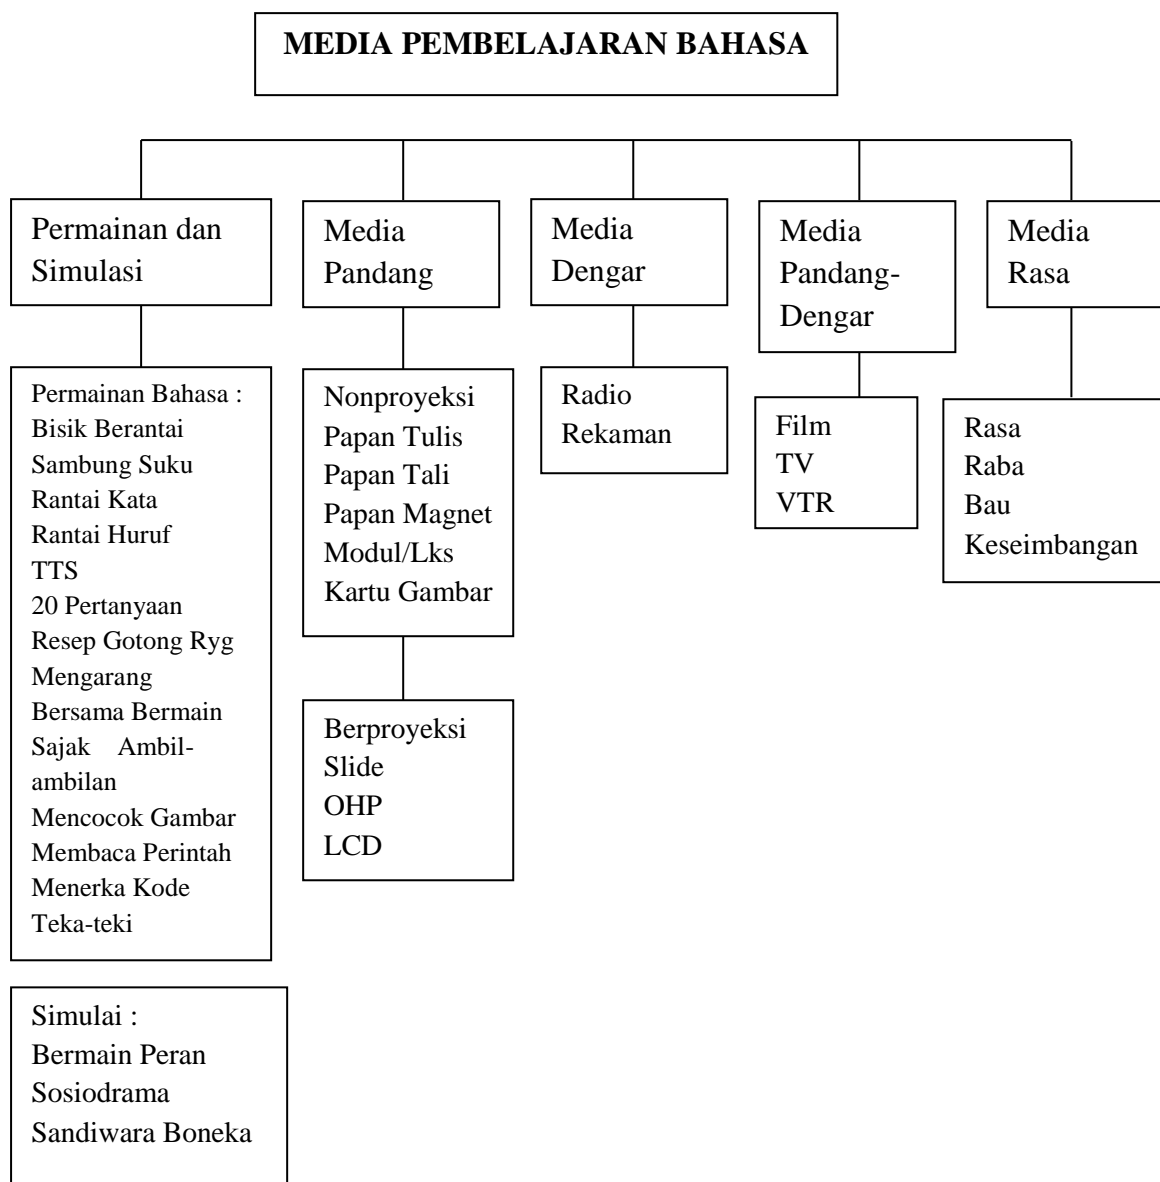 MEDIA PEMBELAJARAN BAHASA
Permainan dan
Simulasi
Media
Pandang
Media
Dengar
Media
Pandang-
Dengar
Media
Rasa
Permainan Bahasa :
Bisik Berantai
Sambung Suku
Rantai Kata
Rantai Huruf
TTS
20 Pertanyaan
Resep Gotong Ryg
Mengarang
Bersama Bermain
Sajak Ambil-
ambilan
Mencocok Gambar
Membaca Perintah
Menerka Kode
Teka-teki
Nonproyeksi
Papan Tulis
Papan Tali
Papan Magnet
Modul/Lks
Kartu Gambar
Radio
Rekaman
Film
TV
VTR
Rasa
Raba
Bau
Keseimbangan
Berproyeksi
Slide
OHP
LCD
Simulai :
Bermain Peran
Sosiodrama
Sandiwara Boneka